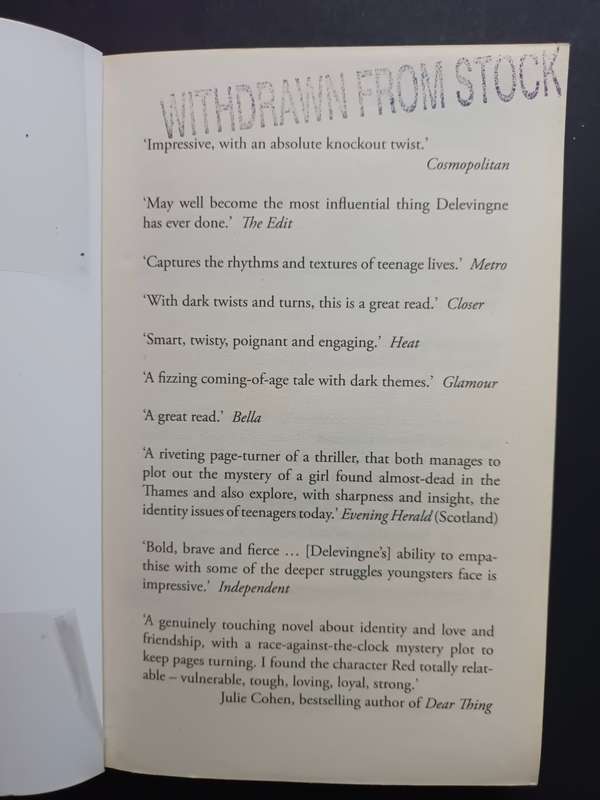 WITHDRAWN FROM STOCK
‘Impressive, with an absolute knockout twist.’
Cosmopolitan
‘May well become the most influential thing Delevingne
has ever done.’ The Edit
‘Captures the rhythms and textures of teenage lives.’ Metro
‘With dark twists and turns, this is a great read.’ Closer
‘Smart, twisty, poignant and engaging.’ Heat
‘A fizzing coming-of-age tale with dark themes.’ Glamour
‘A great read.’ Bella
‘A riveting page-turner of a thriller, that both manages to
plot out the mystery of a girl found almost-dead in the
Thames and also explore, with sharpness and insight, the
identity issues of teenagers today.’ Evening Herald (Scotland)
‘Bold, brave and fierce … [Delevingne’s] ability to empa-
thise with some of the deeper struggles youngsters face is
impressive.’ Independent
‘A genuinely touching novel about identity and love and
friendship, with a race-against-the-clock mystery plot to
keep pages turning. I found the character Red totally relat-
able – vulnerable, tough, loving, loyal, strong.’
Julie Cohen, bestselling author of Dear Thing